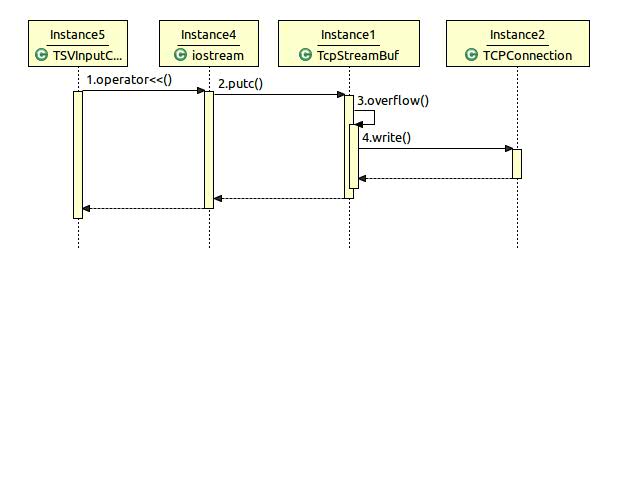 Instance5
C TSVInputC...
Instance4
C iostream
Instance1
C TcpStreamBuf
Instance2
C TCPConnection
1.operator<<()
2.putc()
3.overflow()
4.write()